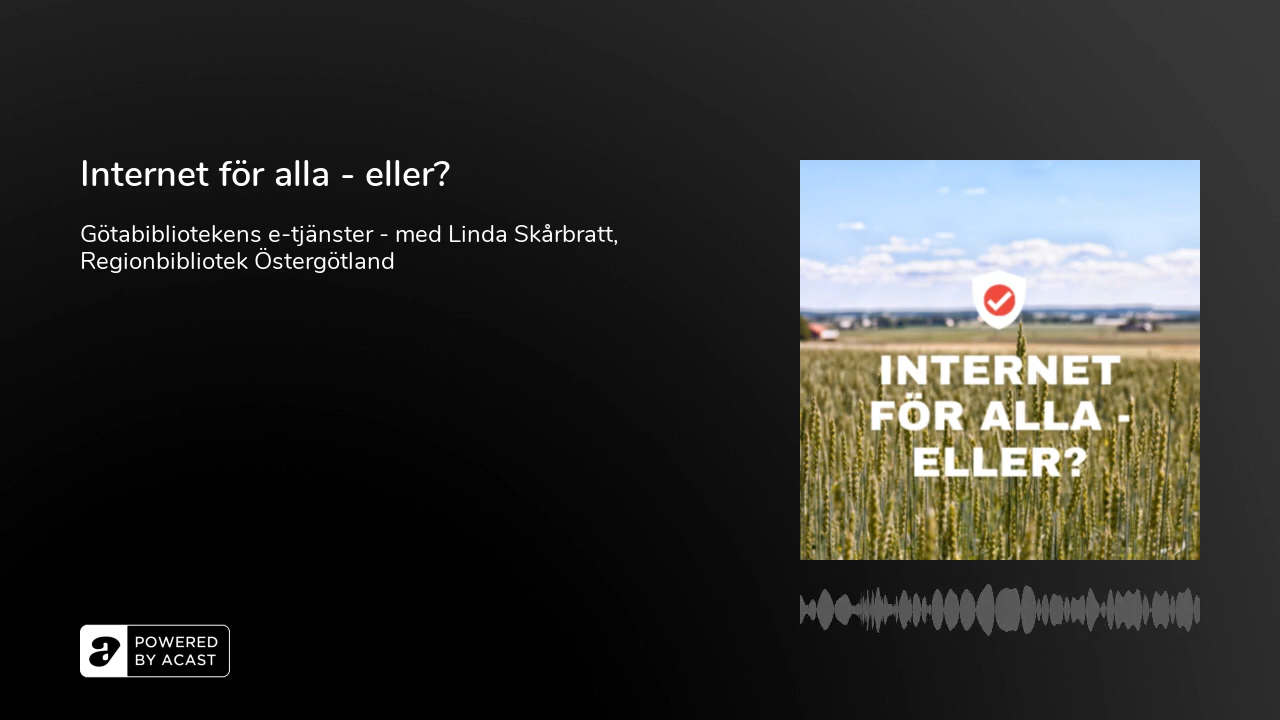 Internet för alla - eller?
Götabibliotekens e-tjänster - med Linda Skårbratt,
Regionbibliotek Östergötland
INTERNET
FÖR ALLA -
ELLER?
POWERED
BY ACAST